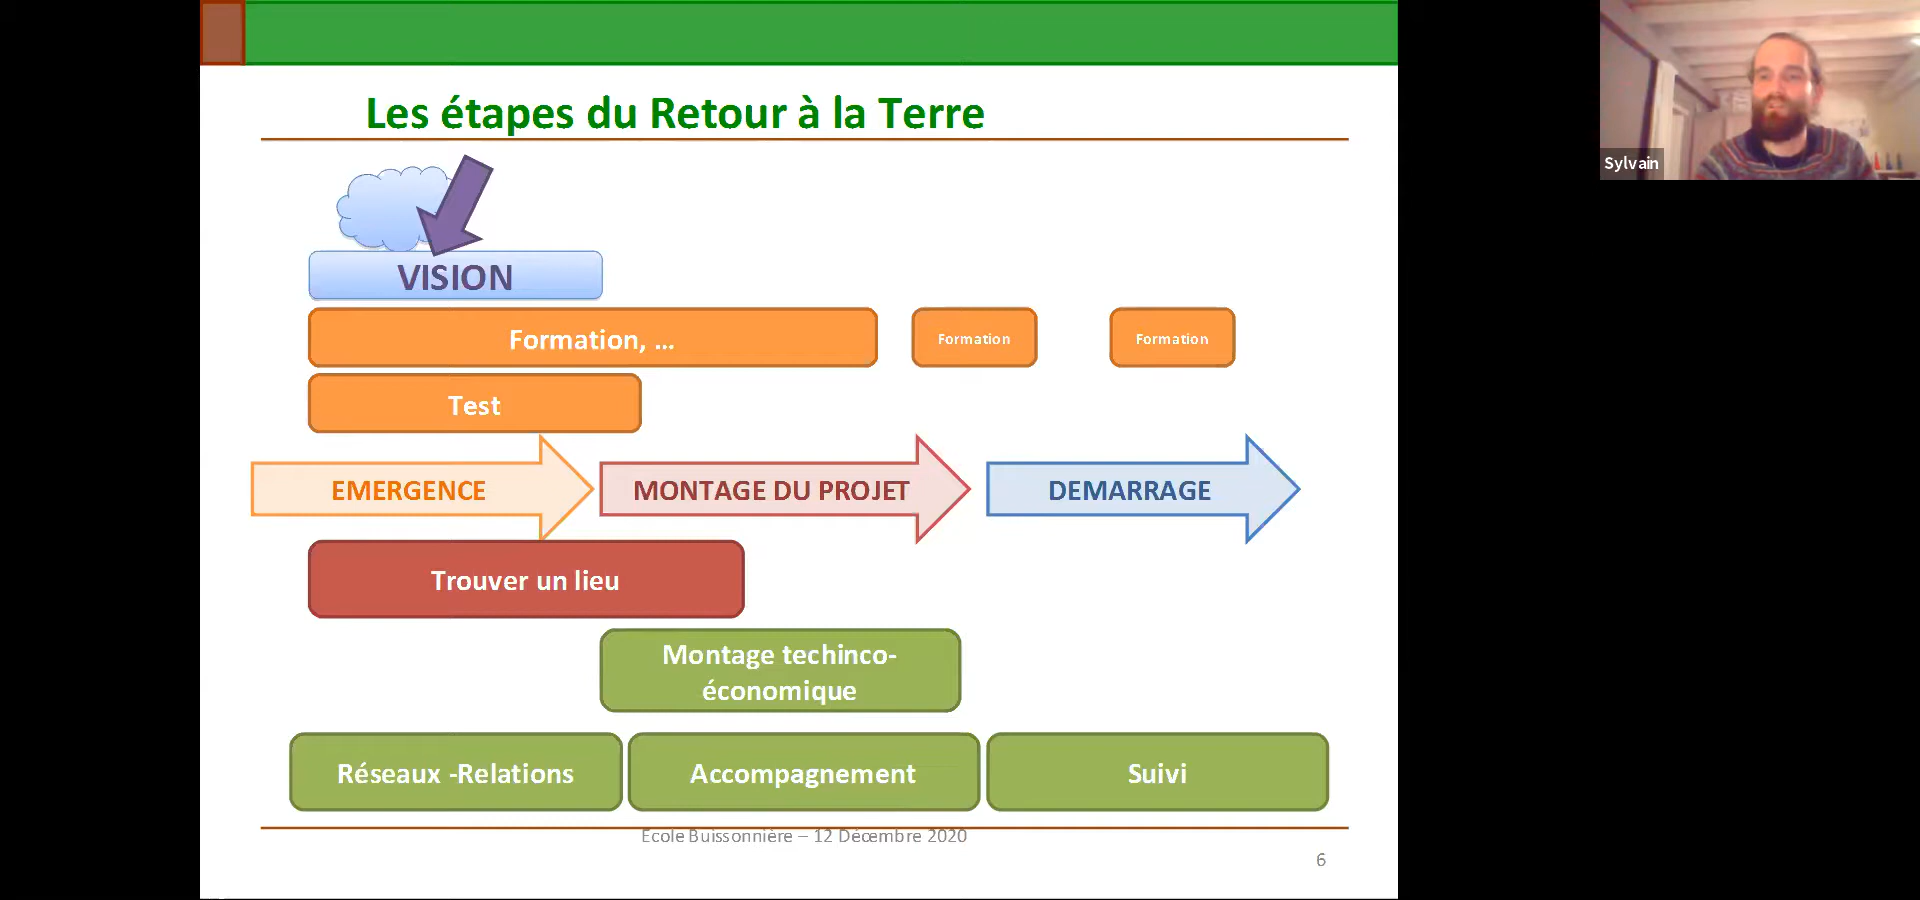 Les étapes du Retour à la Terre
Sylvain
VISION
Formation, ...
Formation
Formation
Test
EMERGENCE
MONTAGE DU PROJET
DEMARRAGE
Trouver un lieu
Montage techinco-
économique
Réseaux -Relations
Accompagnement
Suivi
Ecole Buissonnière – 12 Décembre 2020
6